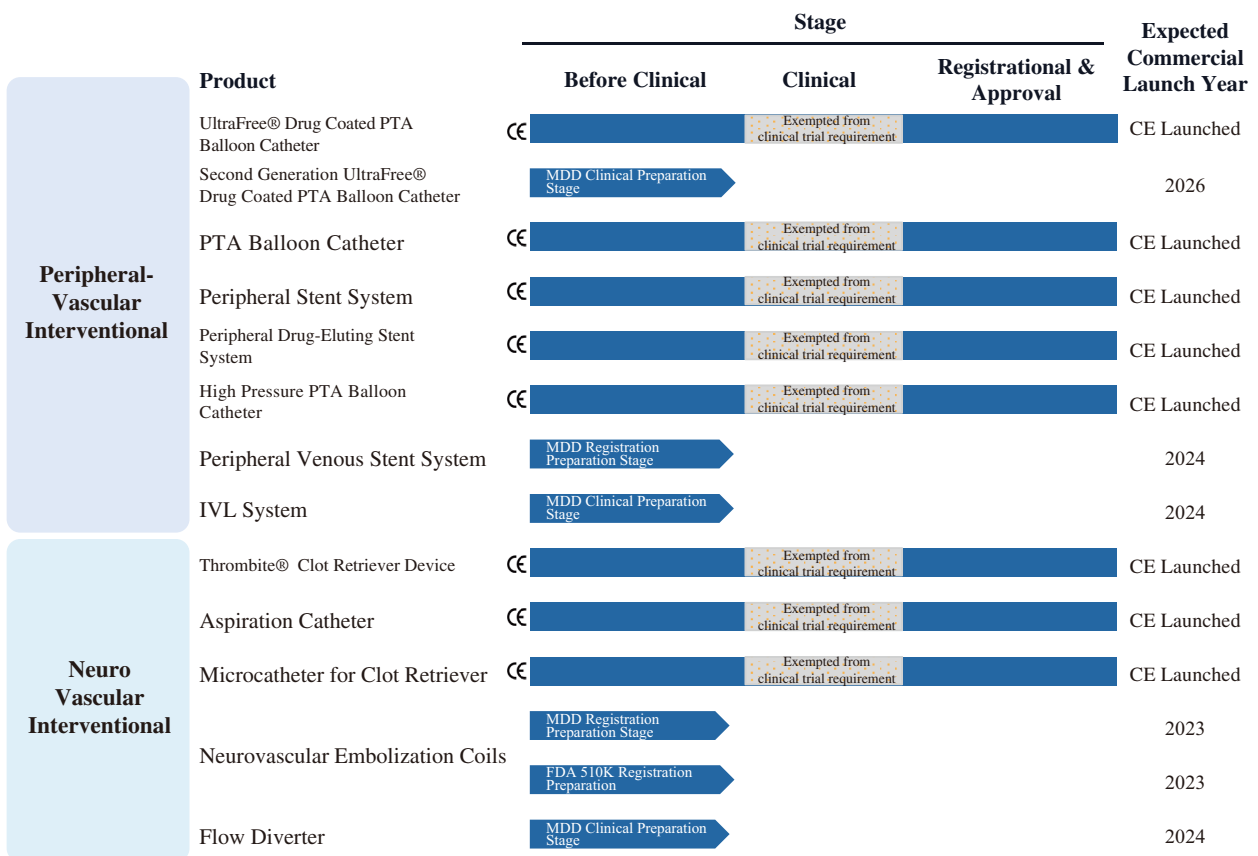 Stage
Expected
Commercial
Launch Year
Product
Before Clinical
Clinical
Registrational &
Approval
Peripheral-
Vascular
Interventional
UltraFree® Drug Coated PTA
Balloon Catheter
CE
Exempted from
clinical trial requirement
CE Launched
Second Generation UltraFree®
Drug Coated PTA Balloon Catheter
MDD Clinical Preparation
Stage
2026
PTA Balloon Catheter
CE
Exempted from
clinical trial requirement
CE Launched
Peripheral Stent System
CE
Exempted from
clinical trial requirement
CE Launched
Peripheral Drug-Eluting Stent
System
CE
Exempted from
clinical trial requirement
CE Launched
High Pressure PTA Balloon
Catheter
CE
Exempted from
clinical trial requirement
CE Launched
Peripheral Venous Stent System
MDD Registration
Preparation Stage
2024
IVL System
MDD Clinical Preparation
Stage
2024
Neuro
Vascular
Interventional
Thrombite® Clot Retriever Device
CE
Exempted from
clinical trial requirement
CE Launched
Aspiration Catheter
CE
Exempted from
clinical trial requirement
CE Launched
Microcatheter for Clot Retriever
CE
Exempted from
clinical trial requirement
CE Launched
Neurovascular Embolization Coils
MDD Registration
Preparation Stage
2023
FDA 510K Registration
Preparation
2023
Flow Diverter
MDD Clinical Preparation
Stage
2024